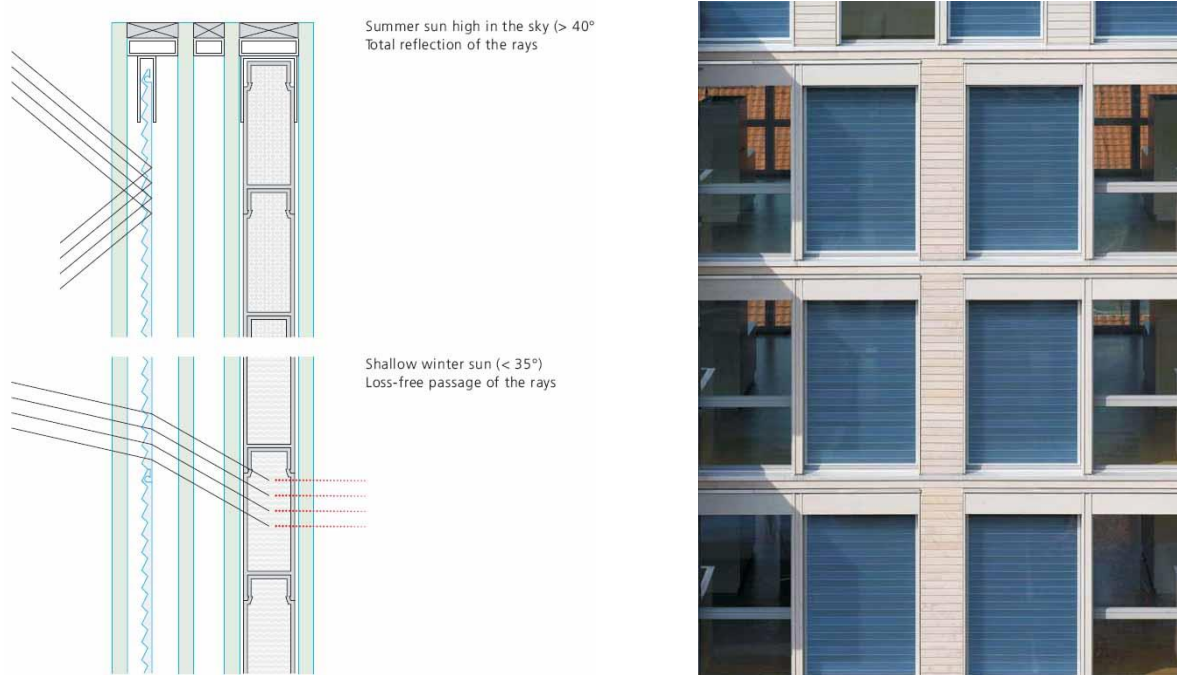 Summer sun high in the sky (> 40°
Total reflection of the rays
Shallow winter sun (< 35°)
Loss-free passage of the rays